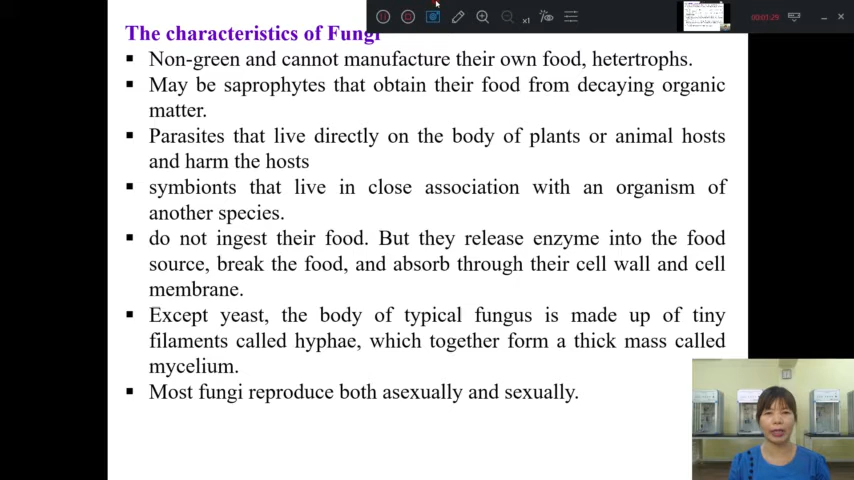 x1
00:01:29
The characteristics of Fungi
▪ Non-green and cannot manufacture their own food, hetertrophs.
▪ May be saprophytes that obtain their food from decaying organic
matter.
▪ Parasites that live directly on the body of plants or animal hosts
and harm the hosts
▪ symbionts that live in close association with an organism of
another species.
▪ do not ingest their food. But they release enzyme into the food
source, break the food, and absorb through their cell wall and cell
membrane.
▪ Except yeast, the body of typical fungus is made up of tiny
filaments called hyphae, which together form a thick mass called
mycelium.
▪ Most fungi reproduce both asexually and sexually.